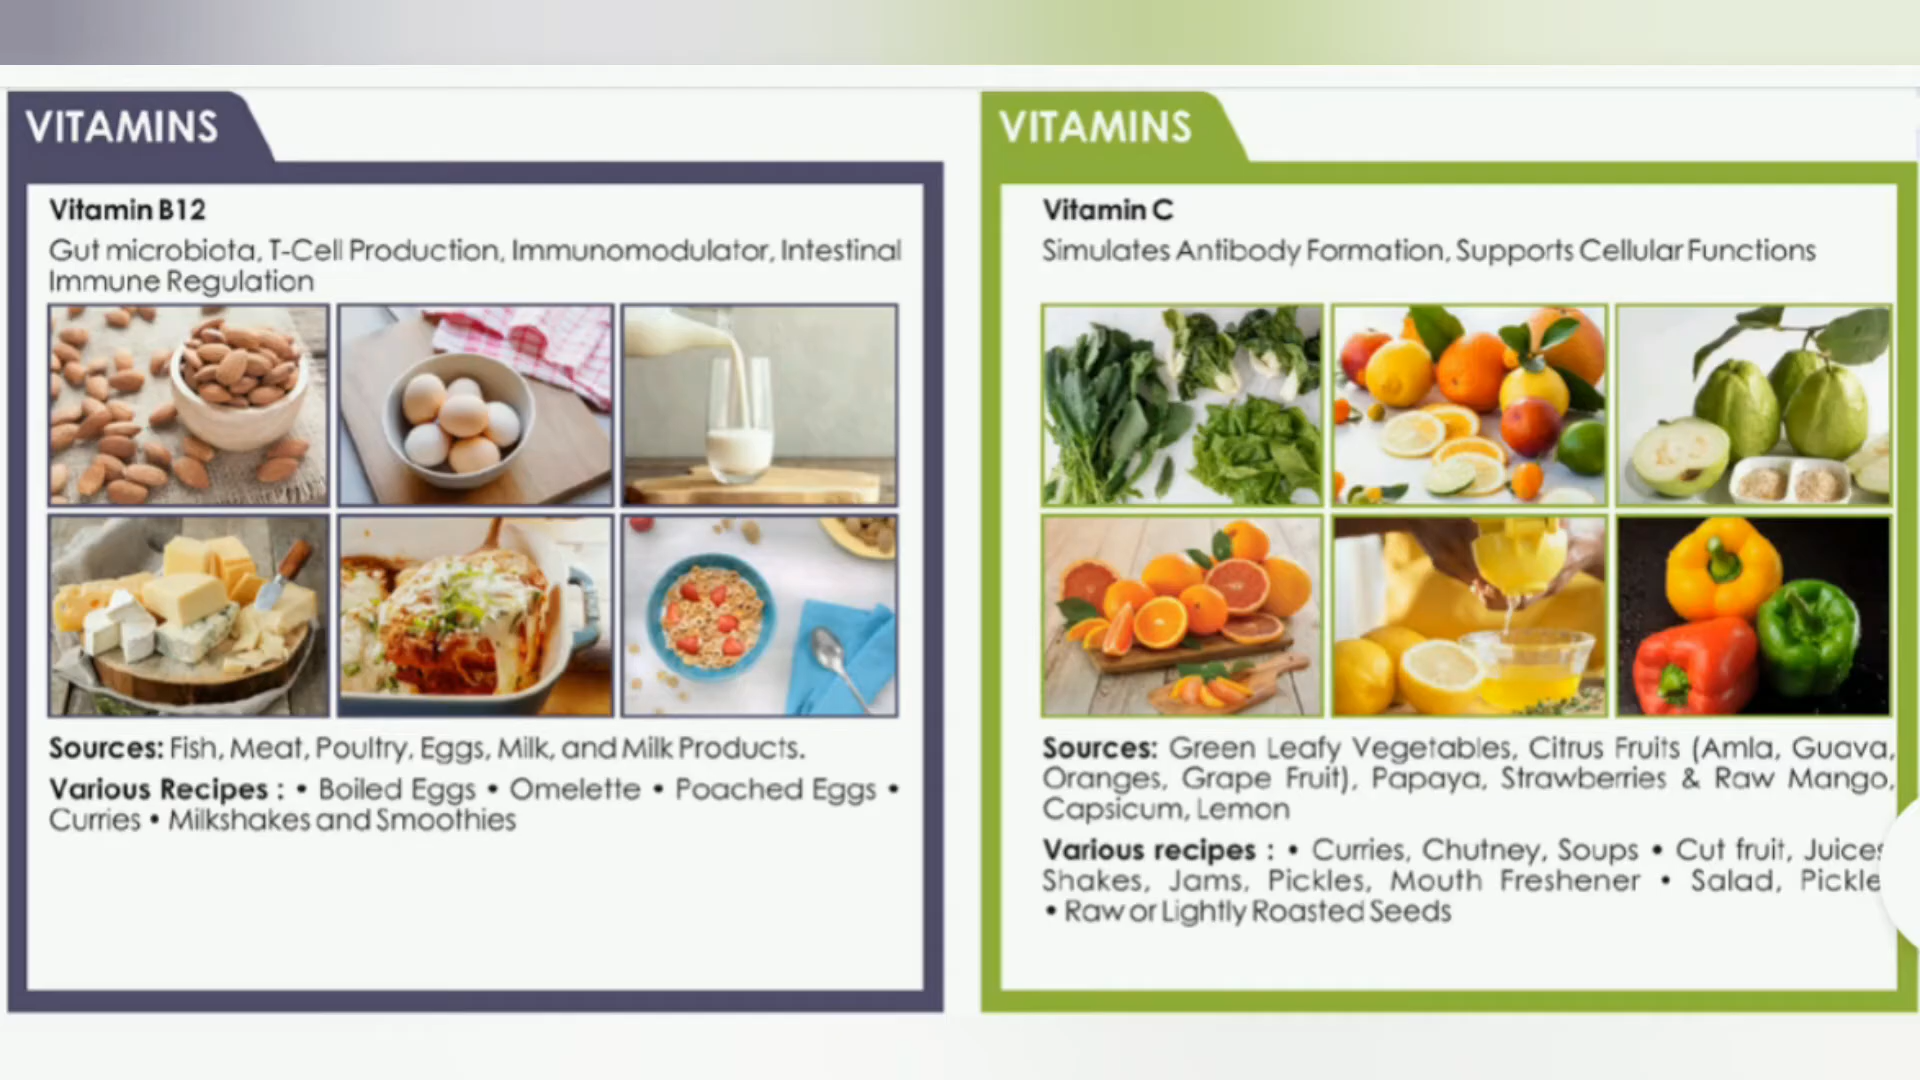 VITAMINS
Vitamin B12
Gut microbiota, T-Cell Production, Immunomodulator, Intestinal
Immune Regulation
Sources: Fish, Meat, Poultry, Eggs, Milk, and Milk Products.
Various Recipes : • Boiled Eggs • Omelette • Poached Eggs •
Curries • Milkshakes and Smoothies
VITAMINS
Vitamin C
Simulates Antibody Formation, Supports Cellular Functions
Sources: Green Leafy Vegetables, Citrus Fruits (Amla, Guava,
Oranges, Grape Fruit), Papaya, Strawberries & Raw Mango,
Capsicum, Lemon
Various recipes : • Curries, Chutney, Soups • Cut fruit, Juices
Shakes, Jams, Pickles, Mouth Freshener • Salad, Pickle
• Raw or Lightly Roasted Seeds